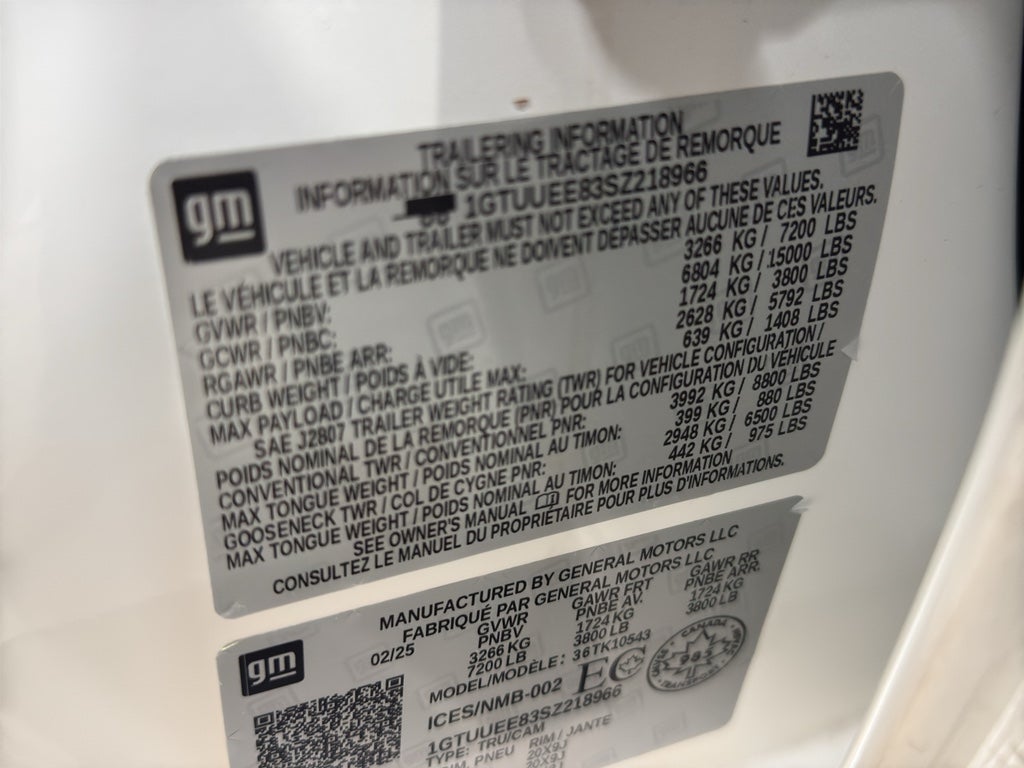 gm
TRAILERING INFORMATION
INFORMATION SUR LE TRACTAGE DE REMORQUE
1GTUUEE83SZ218966
VEHICLE AND TRAILER MUST NOT EXCEED ANY OF THESE VALUES.
LE VÉHICULE ET LA REMORQUE NE DOIVENT DÉPASSER AUCUNE DE CES VALEURS.
GVWR / PNBV: 3266 KG / 7200 LBS
GCWR / PNBC: 6804 KG / 15000 LBS
RGAWR / PNBE ARR: 1724 KG / 3800 LBS
CURB WEIGHT / POIDS À VIDE: 2628 KG / 5792 LBS
MAX PAYLOAD / CHARGE UTILE MAX: 639 KG / 1408 LBS
SAE J2807 TRAILER WEIGHT RATING (TWR) FOR VEHICLE CONFIGURATION /
POIDS NOMINAL DE LA REMORQUE (PNR) POUR LA CONFIGURATION DU VÉHICULE
CONVENTIONAL TWR / CONVENTIONNEL PNR: 3992 KG / 8800 LBS
MAX TONGUE WEIGHT / POIDS NOMINAL AU TIMON: 399 KG / 880 LBS
GOOSENECK TWR / COL DE CYGNE PNR: 2948 KG / 6500 LBS
MAX TONGUE WEIGHT / POIDS NOMINAL AU TIMON: 442 KG / 975 LBS
SEE OWNER'S MANUAL FOR MORE INFORMATION
CONSULTEZ LE MANUEL DU PROPRIÉTAIRE POUR PLUS D'INFORMATIONS.
gm
MANUFACTURED BY GENERAL MOTORS LLC
FABRIQUÉ PAR GENERAL MOTORS LLC
02/25 GVWR GAWR FRT GAWR RR
PNBV PNBE AV. PNBE ARR.
3266 KG 1724 KG 1724 KG
7200 LB 3800 LB 3800 LB
MODEL/MODÈLE: 36TK10543
ICES/NMB-002 EC
CANADA
985
TRANSPORT
1GTUUEE83SZ218966
TYPE: TRU/CAM
PNEU RIM / JANTE
20X9J
20X9J